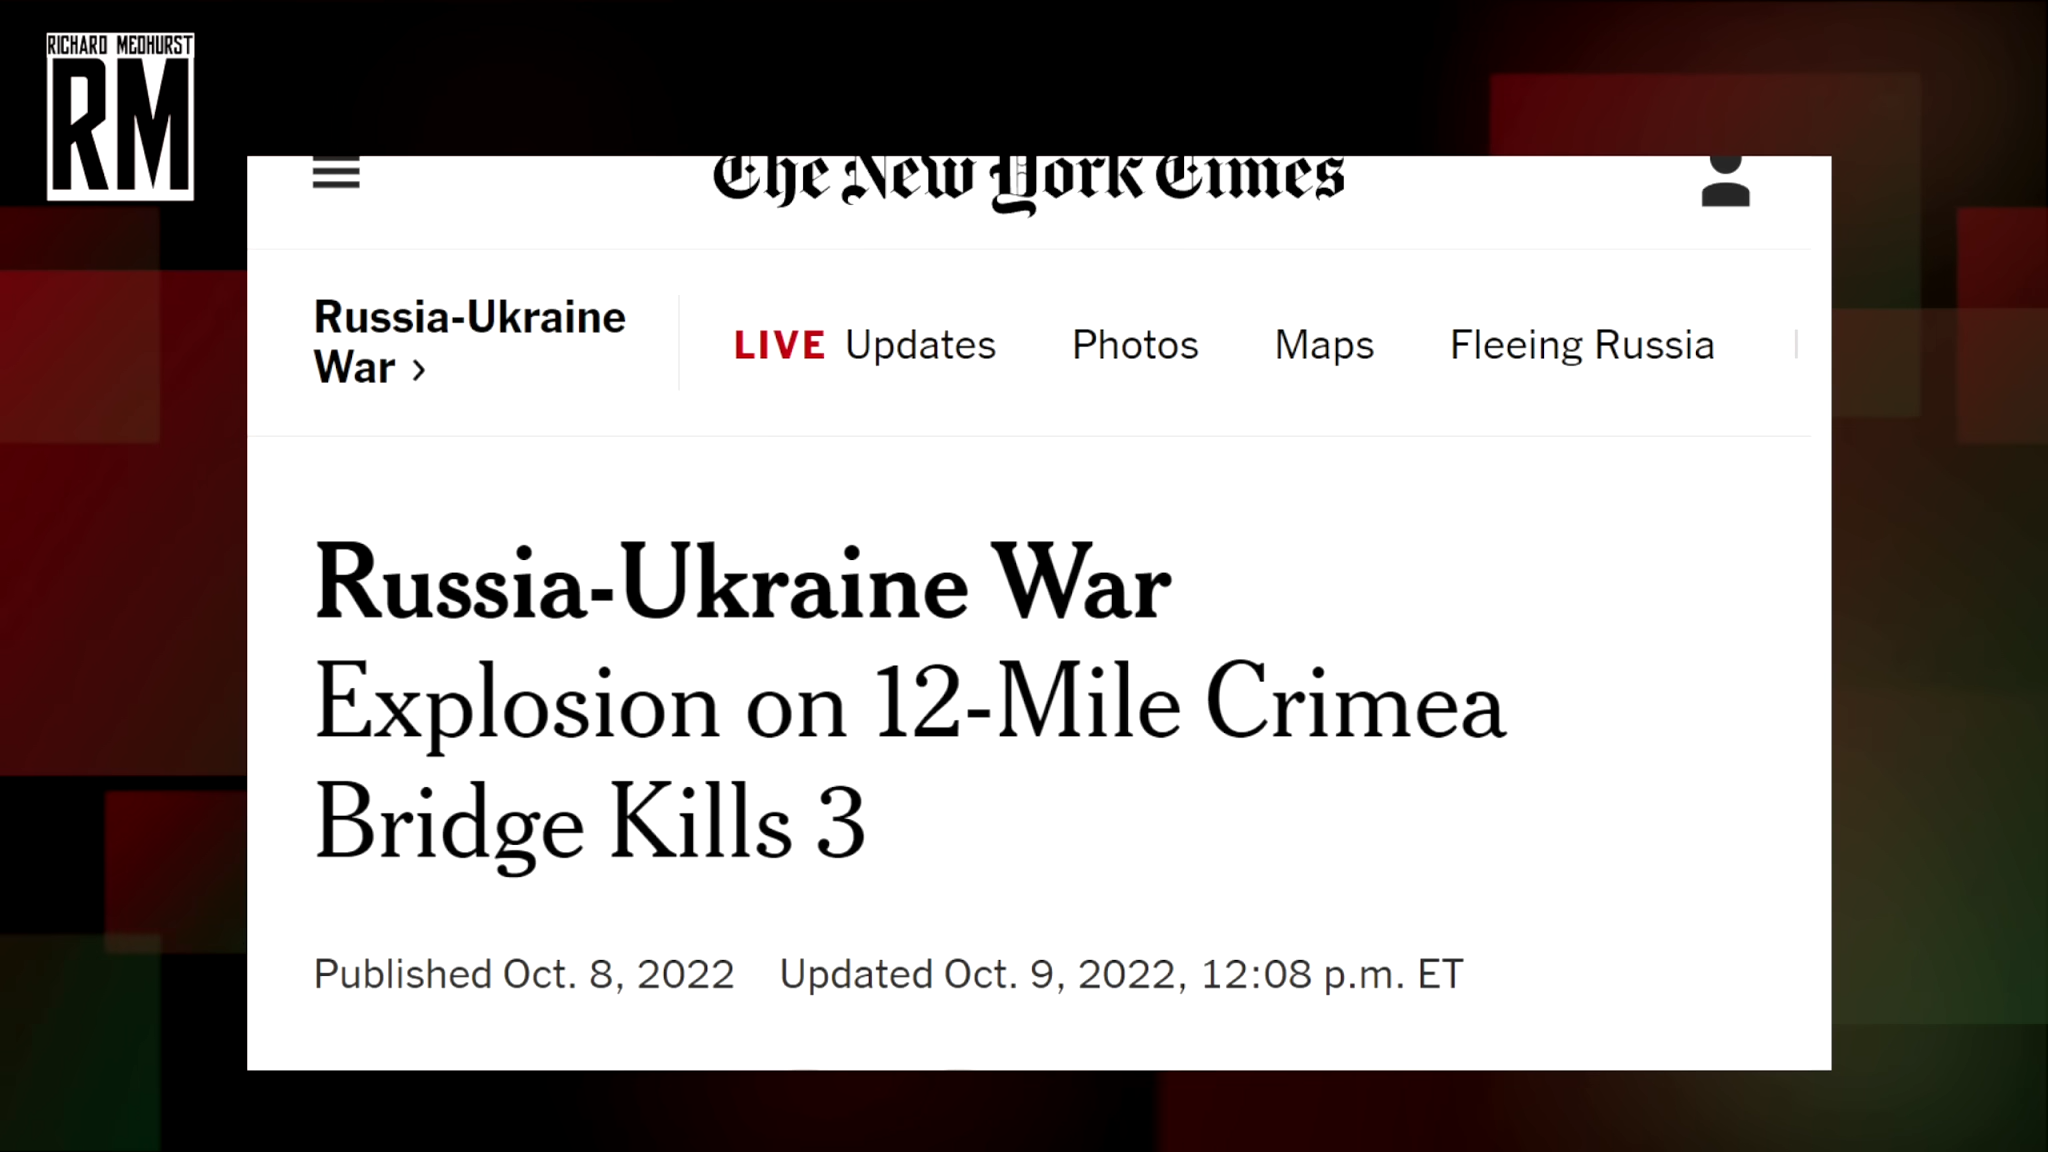 RICHARD MEDHURST
RM
The New York Times
Russia-Ukraine
War ›
LIVE Updates Photos Maps Fleeing Russia
Russia-Ukraine War
Explosion on 12-Mile Crimea
Bridge Kills 3
Published Oct. 8, 2022 Updated Oct. 9, 2022, 12:08 p.m. ET